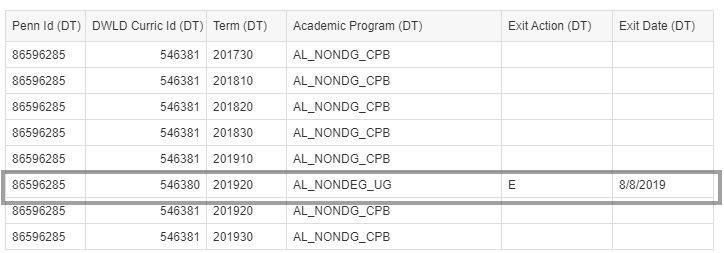 Penn Id (DT) DWLD Curric Id (DT) Term (DT) Academic Program (DT) Exit Action (DT) Exit Date (DT)
86596285 546381 201730 AL_NONDG_CPB
86596285 546381 201810 AL_NONDG_CPB
86596285 546381 201820 AL_NONDG_CPB
86596285 546381 201830 AL_NONDG_CPB
86596285 546381 201910 AL_NONDG_CPB
86596285 546380 201920 AL_NONDEG_UG E 8/8/2019
86596285 546381 201920 AL_NONDG_CPB
86596285 546381 201930 AL_NONDG_CPB